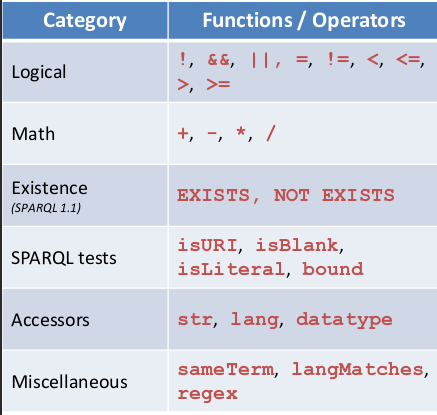 Category Functions / Operators
Logical !, &&, ||, =, !=, <, <=,
>, >=
Math +, -, *, /
Existence
(SPARQL 1.1) EXISTS, NOT EXISTS
SPARQL tests isURI, isBlank,
isLiteral, bound
Accessors str, lang, datatype
Miscellaneous sameTerm, langMatches,
regex